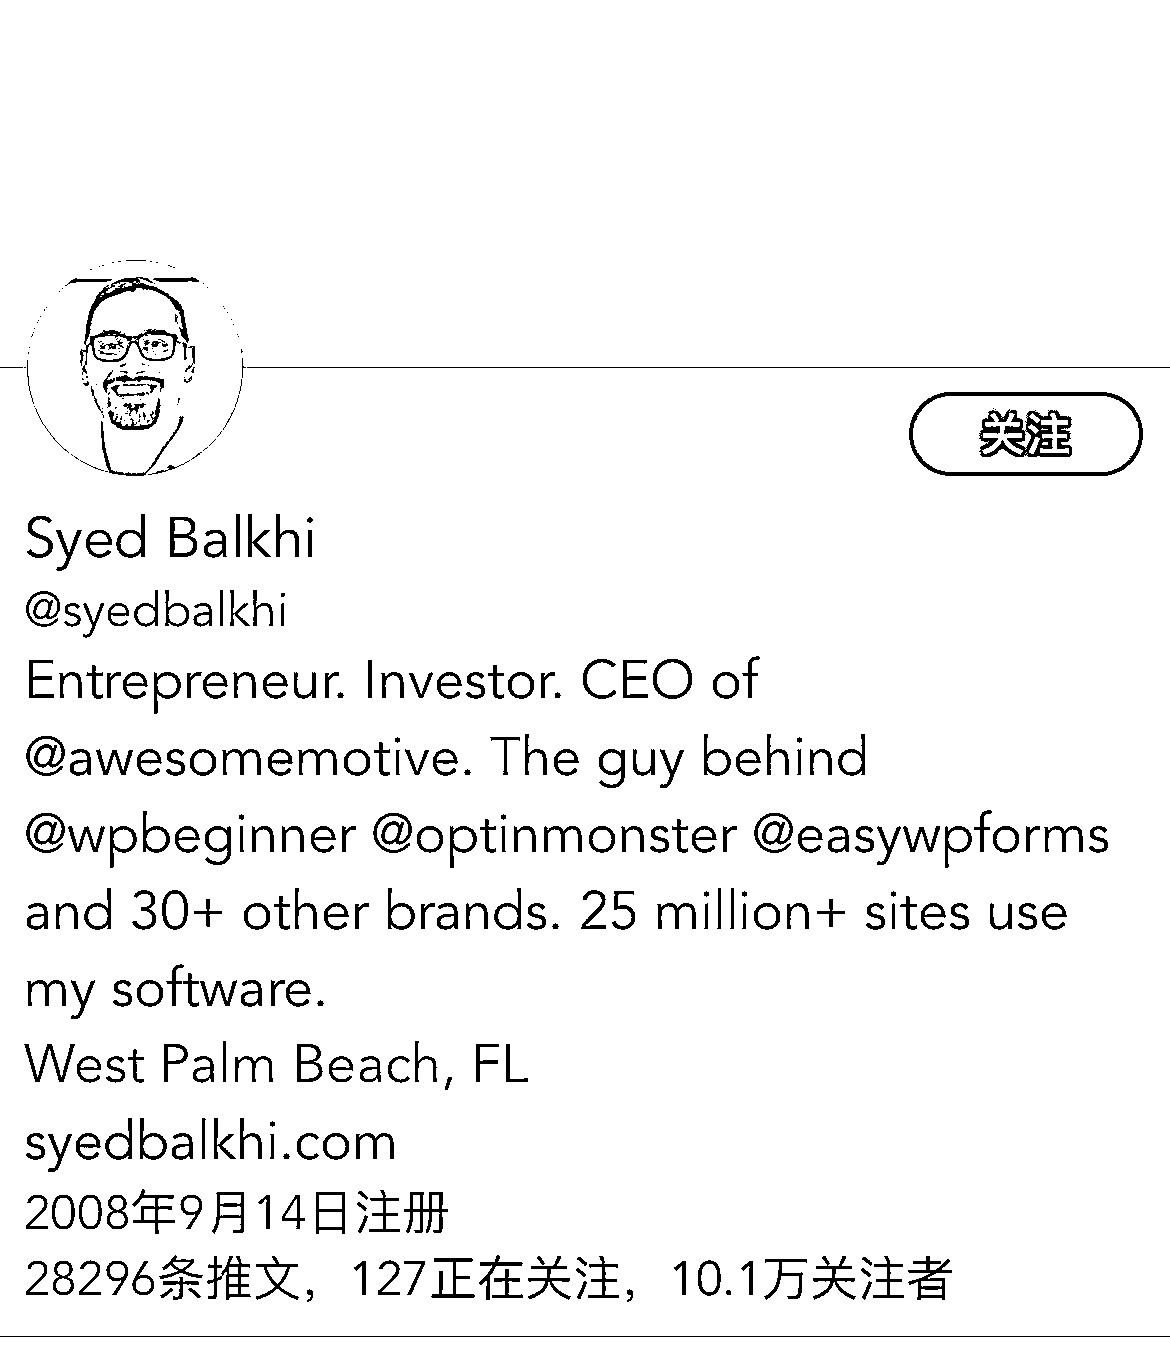 关注
Syed Balkhi
@syedbalkhi
Entrepreneur. Investor. CEO of
@awesomemotive. The guy behind
@wpbeginner @optinmonster @easywpforms
and 30+ other brands. 25 million+ sites use
my software.
West Palm Beach, FL
syedbalkhi.com
2008年9月14日注册
28296条推文，127正在关注，10.1万关注者